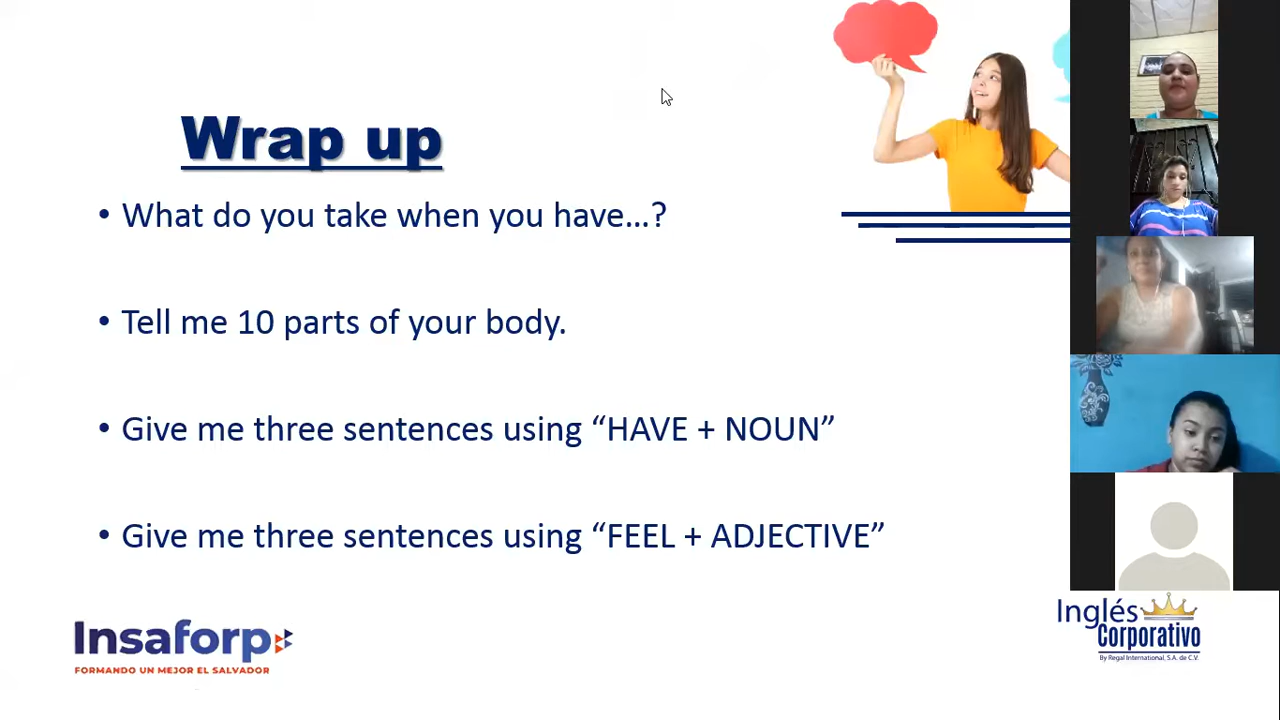 Wrap up
• What do you take when you have…?
• Tell me 10 parts of your body.
• Give me three sentences using “HAVE + NOUN”
• Give me three sentences using “FEEL + ADJECTIVE”
Insaforp
FORMANDO UN MEJOR EL SALVADOR
Inglés
Corporativo
By Regal International, S.A. de C.V.